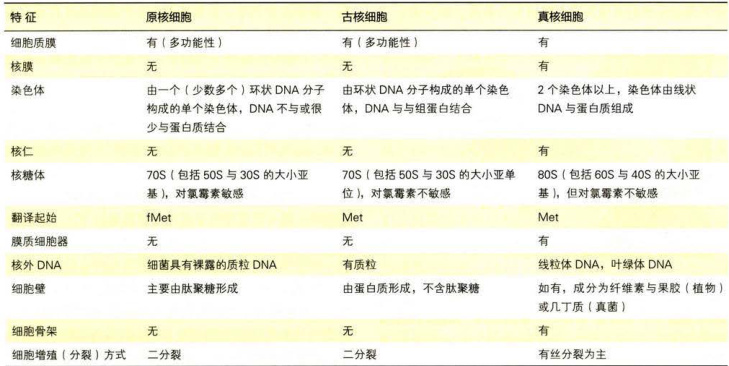 特征 原核细胞 古核细胞 真核细胞
细胞质膜 有（多功能性） 有（多功能性） 有
核膜 无 无 有
染色体 由一个（少数多个）环状 DNA 分子 由环状 DNA 分子构成的单个染色 2 个染色体以上，染色体由线状
构成的单个染色体，DNA 不与或很 体，DNA 与与组蛋白结合 DNA 与蛋白质组成
少与蛋白质结合
核仁 无 无 有
核糖体 70S（包括 50S 与 30S 的大小亚 70S（包括 50S 与 30S 的大小亚单 80S（包括 60S 与 40S 的大小亚
基），对氯霉素敏感 位），对氯霉素不敏感 基），但对氯霉素不敏感
翻译起始 fMet Met Met
膜质细胞器 无 无 有
核外 DNA 细菌具有裸露的质粒 DNA 有质粒 线粒体 DNA，叶绿体 DNA
细胞壁 主要由肽聚糖形成 由蛋白质形成，不含肽聚糖 如有，成分为纤维素与果胶（植物）
或几丁质（真菌）
细胞骨架 无 无 有
细胞增殖（分裂）方式 二分裂 二分裂 有丝分裂为主